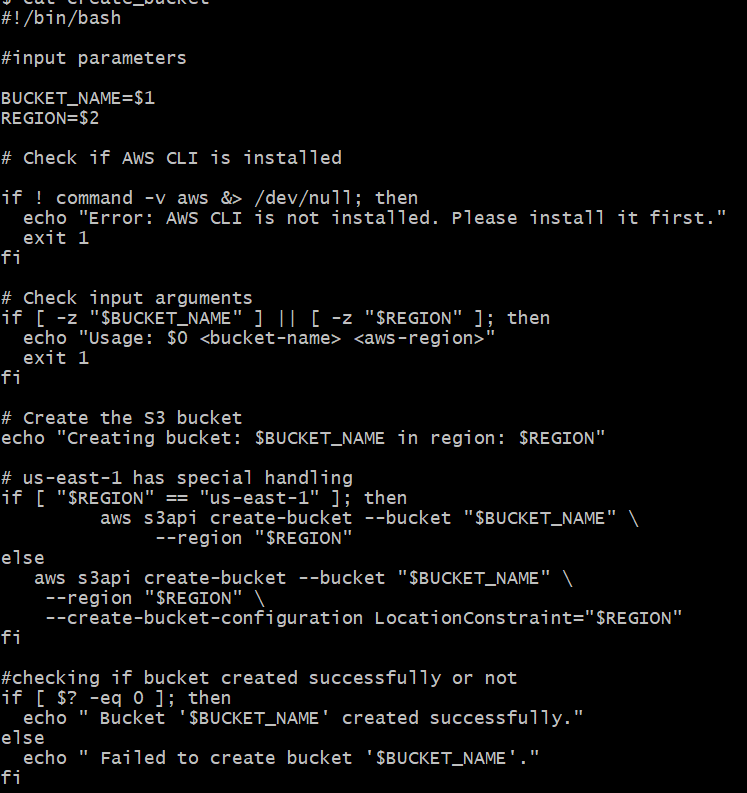 $ cat create_bucket
#!/bin/bash

#input parameters

BUCKET_NAME=$1
REGION=$2

# Check if AWS CLI is installed

if ! command -v aws &> /dev/null; then
  echo "Error: AWS CLI is not installed. Please install it first."
  exit 1
fi

# Check input arguments
if [ -z "$BUCKET_NAME" ] || [ -z "$REGION" ]; then
  echo "Usage: $0 <bucket-name> <aws-region>"
  exit 1
fi

# Create the S3 bucket
echo "Creating bucket: $BUCKET_NAME in region: $REGION"

# us-east-1 has special handling
if [ "$REGION" == "us-east-1" ]; then
         aws s3api create-bucket --bucket "$BUCKET_NAME" \
              --region "$REGION"
else
   aws s3api create-bucket --bucket "$BUCKET_NAME" \
    --region "$REGION" \
    --create-bucket-configuration LocationConstraint="$REGION"
fi

#checking if bucket created successfully or not
if [ $? -eq 0 ]; then
  echo " Bucket '$BUCKET_NAME' created successfully."
else
  echo " Failed to create bucket '$BUCKET_NAME'."
fi